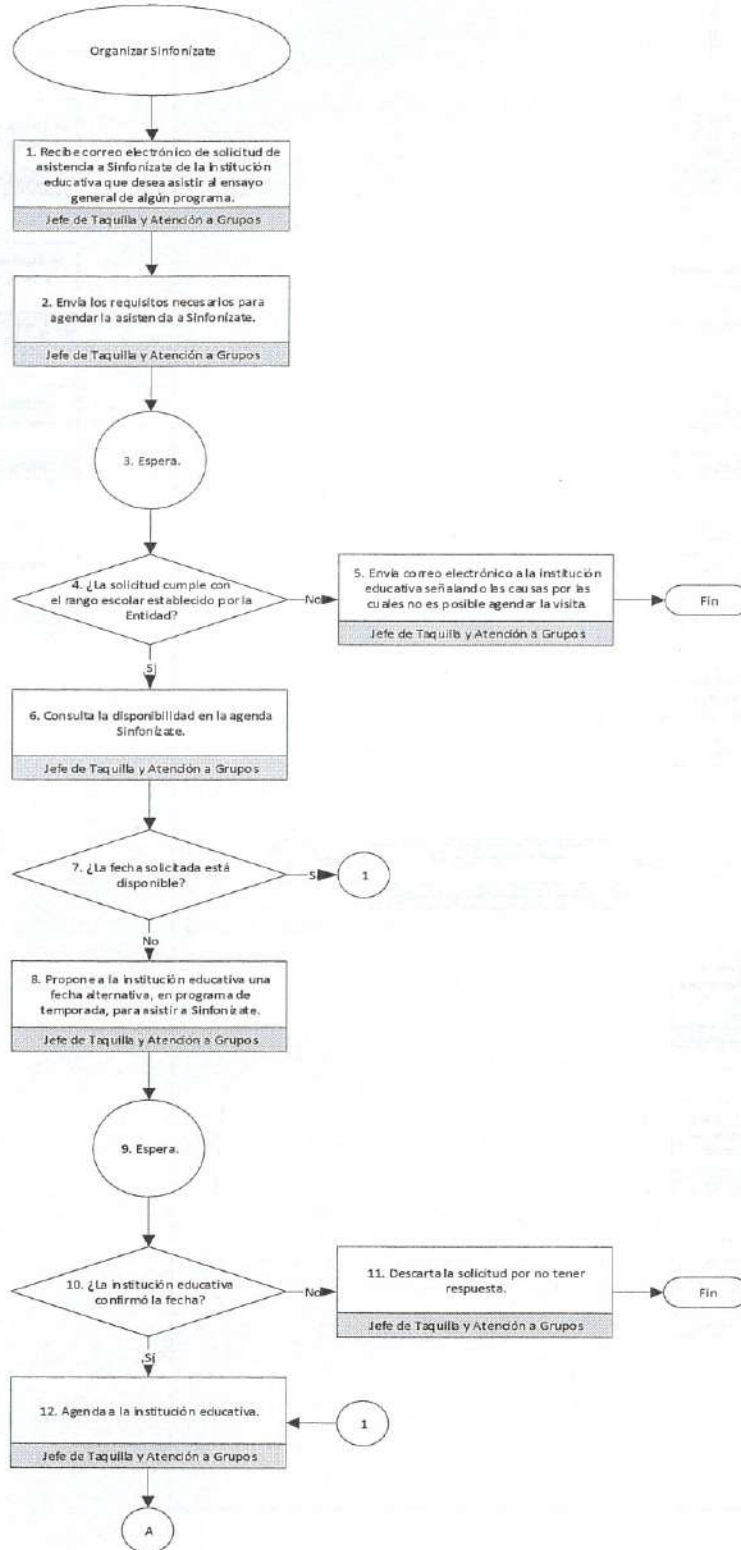 Organizar Sinfonízate
1. Recibe correo electrónico de solicitud de
asistencia a Sinfonízate de la institución
educativa que desea asistir al ensayo
general de algún programa.
Jefe de Taquilla y Atención a Grupos
2. Envía los requisitos necesarios para
agendar la asistencia a Sinfonízate.
Jefe de Taquilla y Atención a Grupos
3. Espera.
4. ¿La solicitud cumple con
el rango escolar establecido por la
Entidad?
No
5. Envía correo electrónico a la institución
educativa señalando las causas por las
cuales no es posible agendar la visita.
Jefe de Taquilla y Atención a Grupos
Fin
Sí
6. Consulta la disponibilidad en la agenda
Sinfonízate.
Jefe de Taquilla y Atención a Grupos
7. ¿La fecha solicitada está
disponible?
Sí
1
No
8. Propone a la institución educativa una
fecha alternativa, en programa de
temporada, para asistir a Sinfonízate.
Jefe de Taquilla y Atención a Grupos
9. Espera.
10. ¿La institución educativa
confirmó la fecha?
No
11. Descarta la solicitud por no tener
respuesta.
Jefe de Taquilla y Atención a Grupos
Fin
Sí
12. Agenda a la institución educativa.
Jefe de Taquilla y Atención a Grupos
1
A